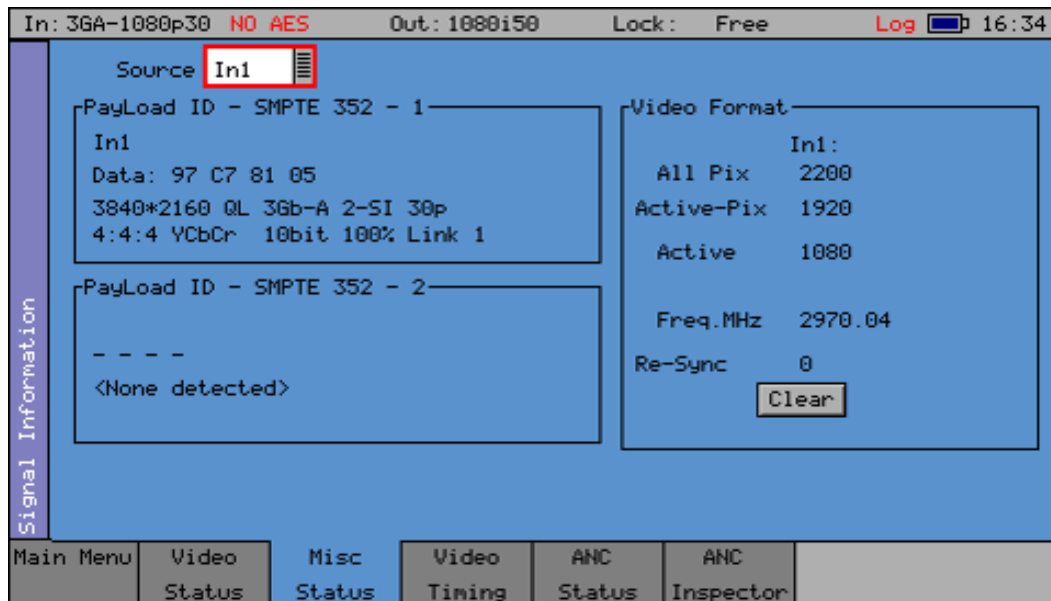 In: 3GA-1080p30 NO AES Out: 1080i50 Lock: Free Log 16:34
Source In1
PayLoad ID - SMPTE 352 - 1
In1
Data: 97 C7 81 05
3840*2160 QL 3Gb-A 2-SI 30p
4:4:4 YCbCr 10bit 100% Link 1
PayLoad ID - SMPTE 352 - 2
- - - -
<None detected>
Video Format
In1:
All Pix 2200
Active-Pix 1920
Active 1080
Freq.MHz 2970.04
Re-Sync 0
Clear
Signal Information
Main Menu
Video Status
Misc Status
Video Timing
ANC Status
ANC Inspector